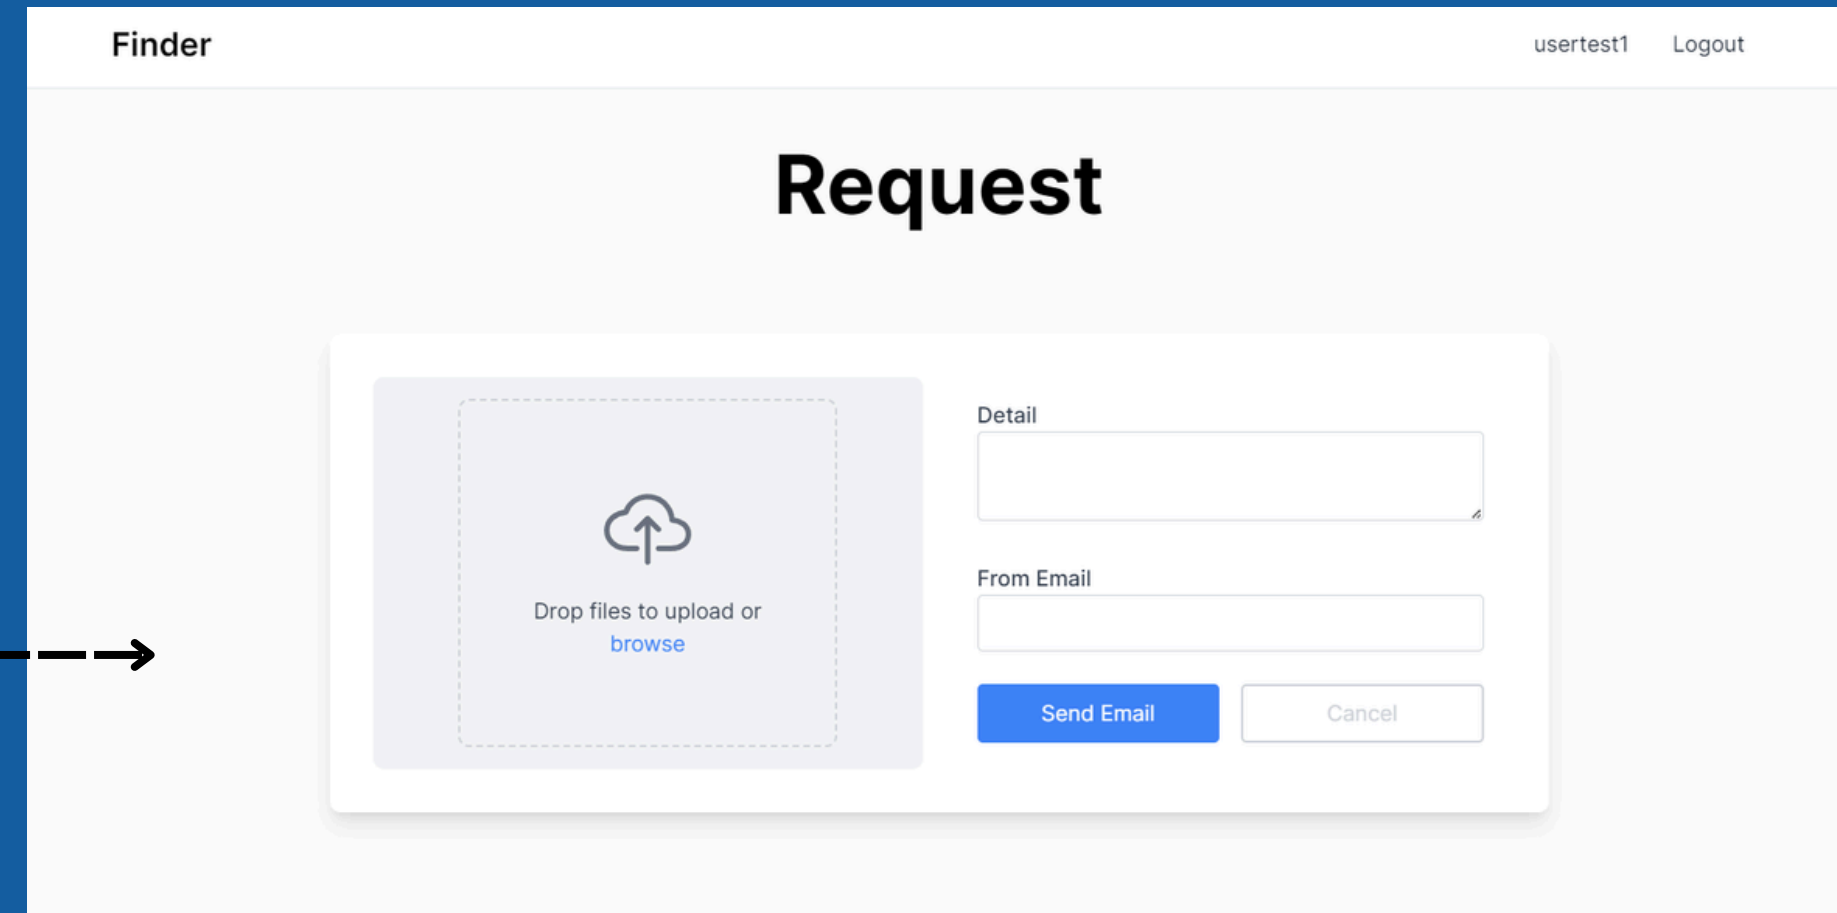 Finder
usertest1 Logout
Request
Drop files to upload or
browse
Detail
From Email
Send Email
Cancel